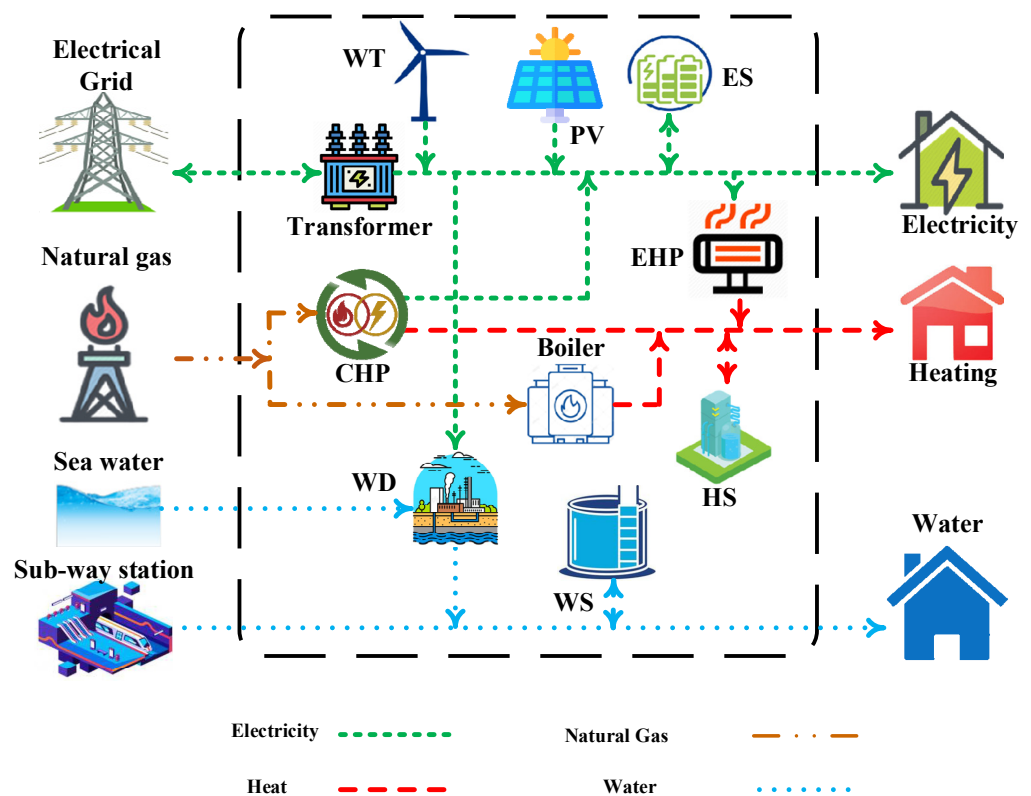 Electrical
Grid
WT
PV
ES
Transformer
Electricity
Natural gas
EHP
CHP
Boiler
Heating
Sea water
WD
HS
Sub-way station
WS
Water
Electricity
Natural Gas
Heat
Water